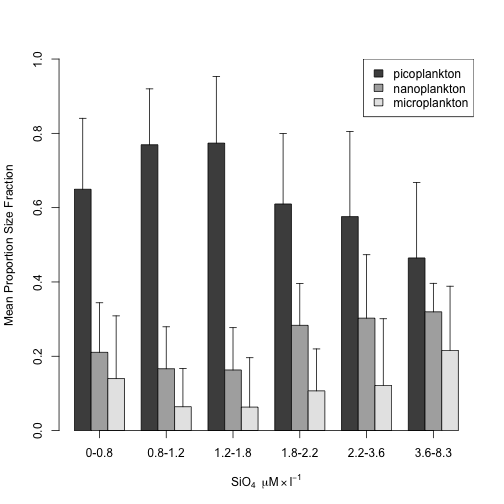 Mean Proportion Size Fraction
1.0
0.8
0.6
0.4
0.2
0.0
picoplankton
nanoplankton
microplankton
0-0.8 0.8-1.2 1.2-1.8 1.8-2.2 2.2-3.6 3.6-8.3
SiO₄ μM × l⁻¹